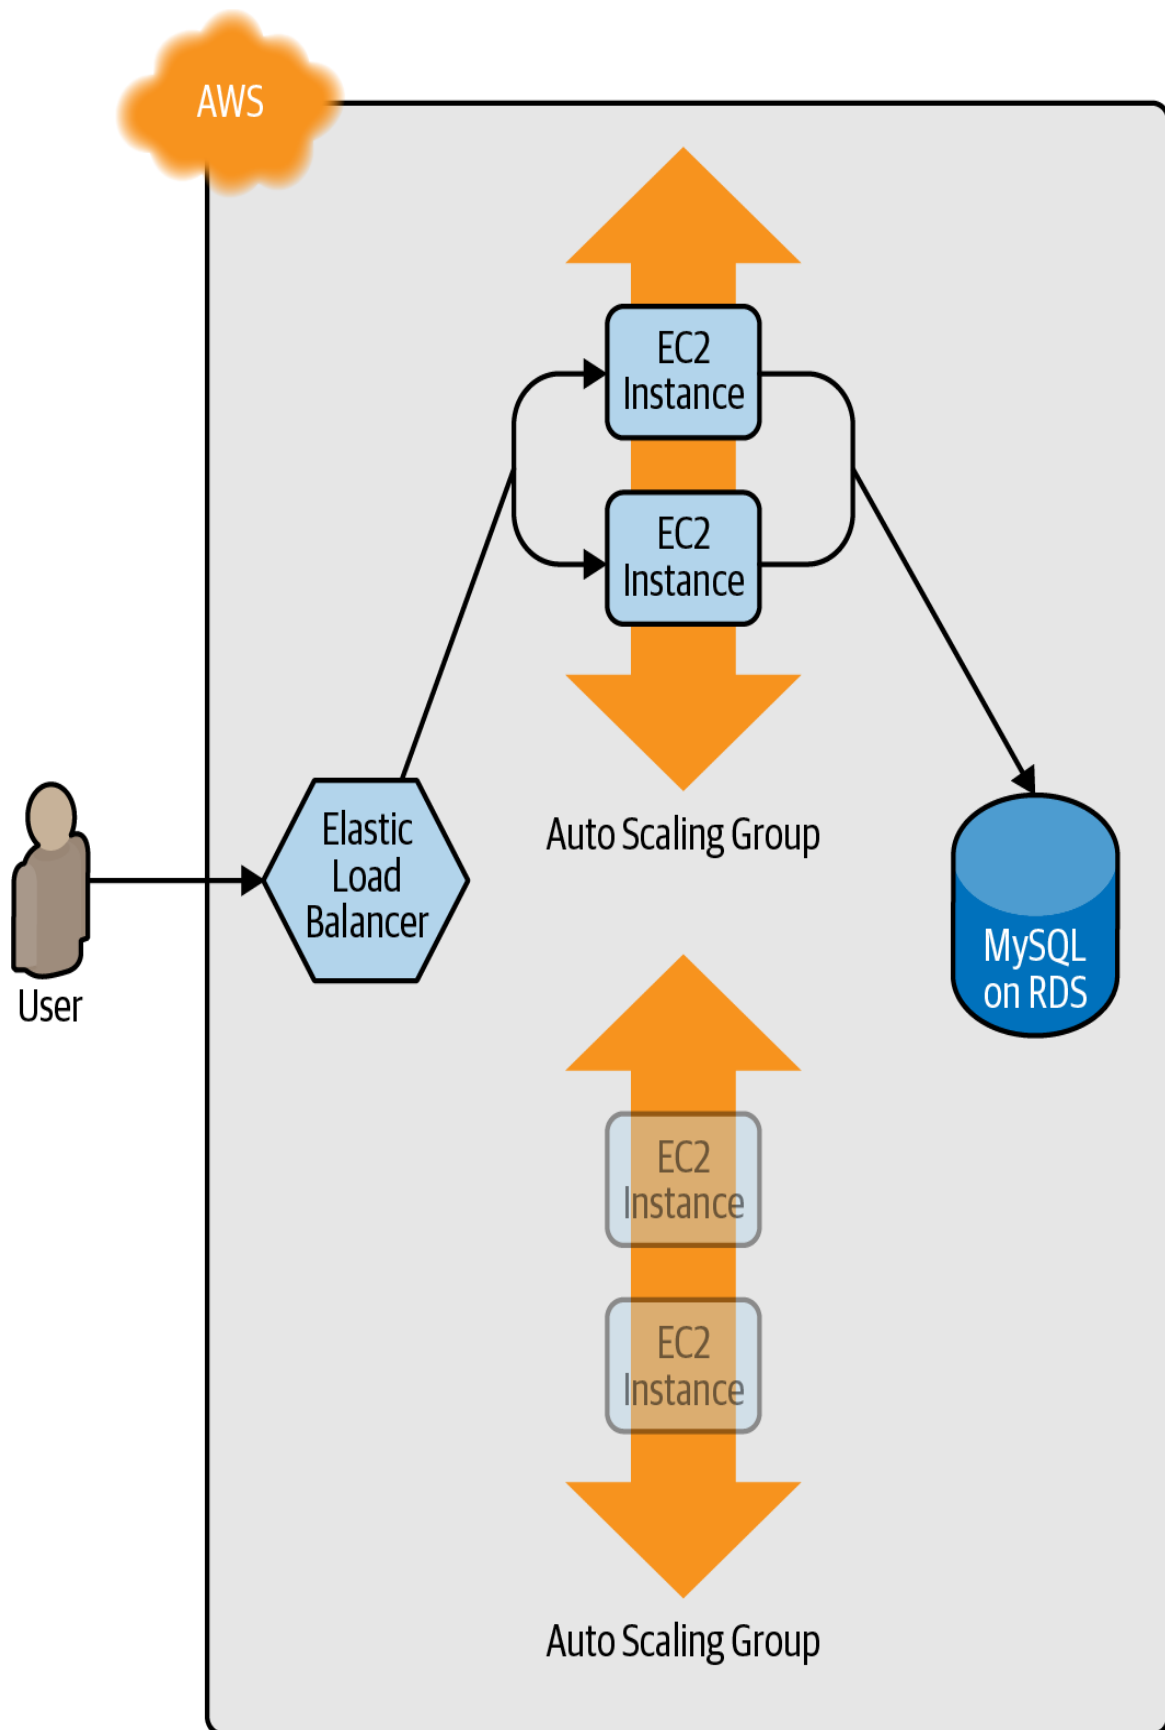 AWS
EC2
Instance
EC2
Instance
Auto Scaling Group
Elastic
Load
Balancer
User
MySQL
on RDS
EC2
Instance
EC2
Instance
Auto Scaling Group